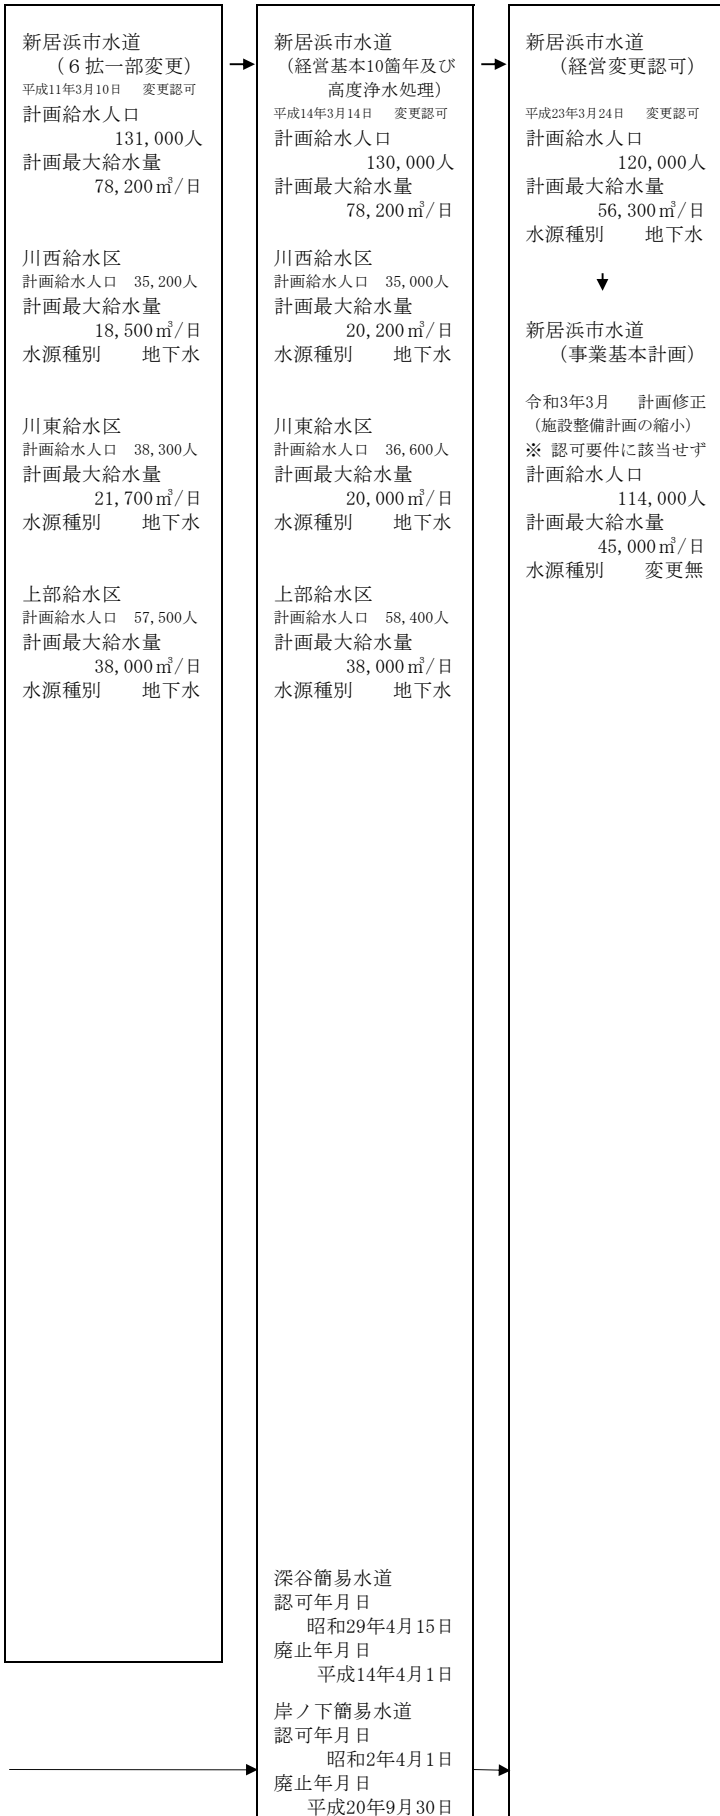 新居浜市水道
（６拡一部変更）
平成11年3月10日　変更認可
計画給水人口
131,000人
計画最大給水量
78,200㎥/日
川西給水区
計画給水人口　35,200人
計画最大給水量
18,500㎥/日
水源種別　　地下水
川東給水区
計画給水人口　38,300人
計画最大給水量
21,700㎥/日
水源種別　　地下水
上部給水区
計画給水人口　57,500人
計画最大給水量
38,000㎥/日
水源種別　　地下水
新居浜市水道
（経営基本10箇年及び
高度浄水処理）
平成14年3月14日　変更認可
計画給水人口
130,000人
計画最大給水量
78,200㎥/日
川西給水区
計画給水人口　35,000人
計画最大給水量
20,200㎥/日
水源種別　　地下水
川東給水区
計画給水人口　36,600人
計画最大給水量
20,000㎥/日
水源種別　　地下水
上部給水区
計画給水人口　58,400人
計画最大給水量
38,000㎥/日
水源種別　　地下水
深谷簡易水道
認可年月日
昭和29年4月15日
廃止年月日
平成14年4月1日
岸ノ下簡易水道
認可年月日
昭和2年4月1日
廃止年月日
平成20年9月30日
新居浜市水道
（経営変更認可）
平成23年3月24日　変更認可
計画給水人口
120,000人
計画最大給水量
56,300㎥/日
水源種別　　地下水
新居浜市水道
（事業基本計画）
令和3年3月　計画修正
（施設整備計画の縮小）
※ 認可要件に該当せず
計画給水人口
114,000人
計画最大給水量
45,000㎥/日
水源種別　　変更無